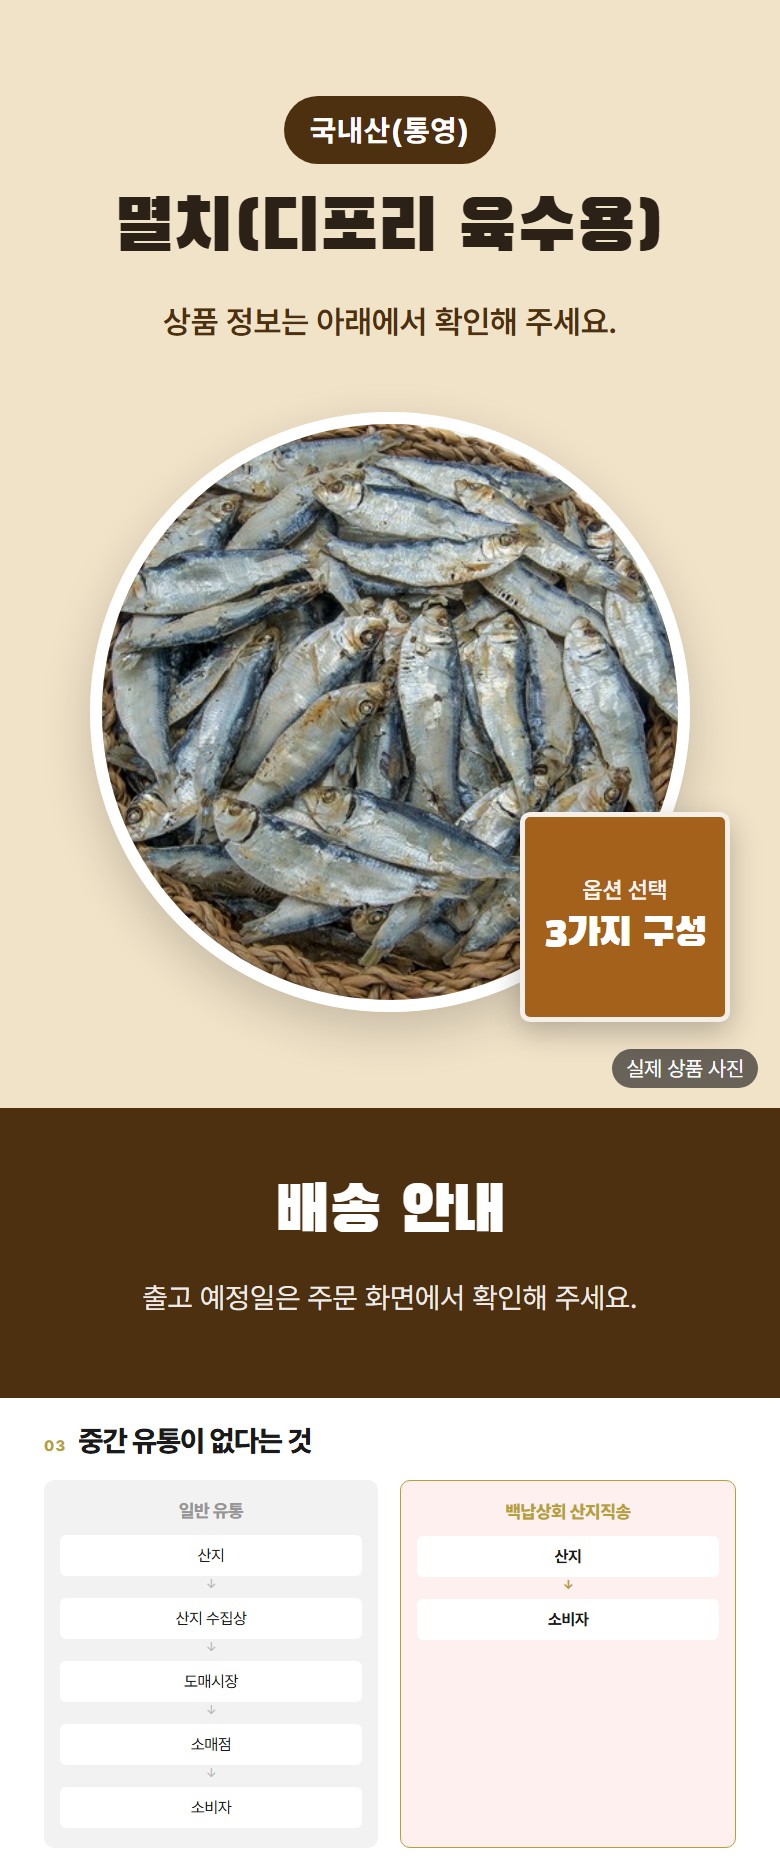 국내산(통영)
멸치(디포리 육수용)
상품 정보는 아래에서 확인해 주세요.
옵션 선택
3가지 구성
실제 상품 사진
배송 안내
출고 예정일은 주문 화면에서 확인해 주세요.
03 중간 유통이 없다는 것
일반 유통
산지
↓
산지 수집상
↓
도매시장
↓
소매점
↓
소비자
백납상회 산지직송
산지
↓
소비자